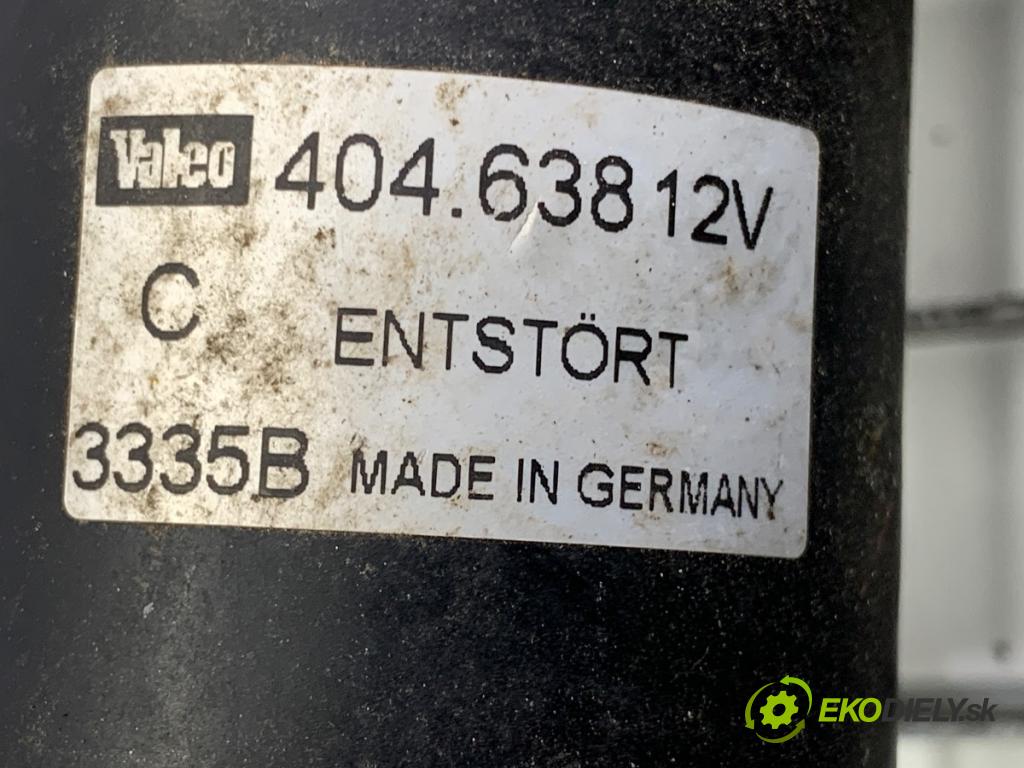 Valeo 404.638 12V
C ENTSTÖRT
3335B MADE IN GERMANY
EKODIELY.sk